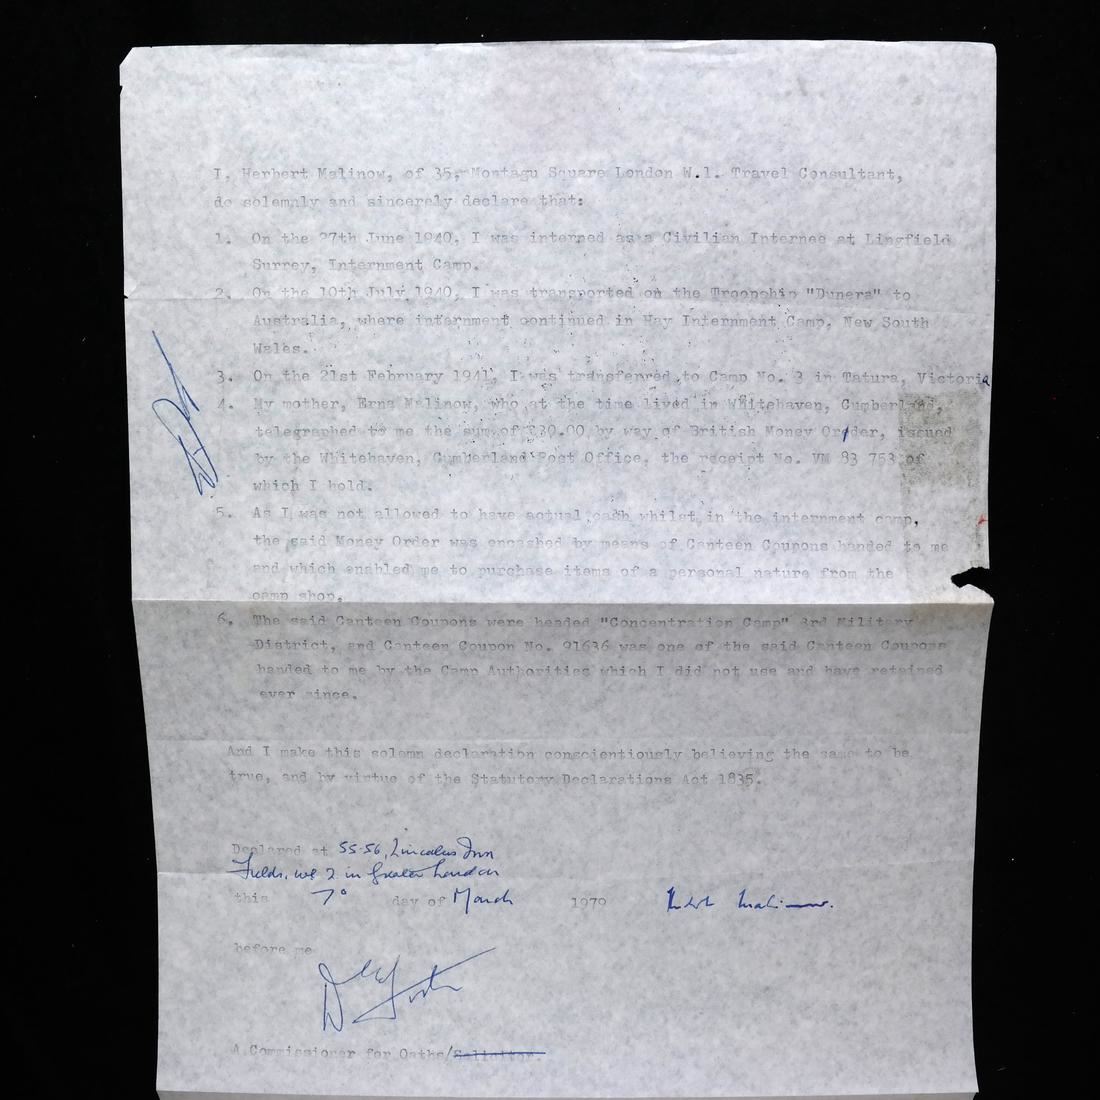 I, Herbert Malinow, of 35, Montagu Square London W.1. Travel Consultant,
do solemnly and sincerely declare that:
1. On the 27th June 1940, I was interned as a Civilian Internee at Lingfield
Surrey, Internment Camp.
2. On the 10th July 1940, I was transported on the Troopship "Dunera" to
Australia, where internment continued in Hay Internment Camp, New South
Wales.
3. On the 21st February 1941, I was transferred to Camp No. 3 in Tatura, Victoria
4. My mother, Erna Malinow, who at the time lived in Whitehaven, Cumberland,
telegraphed to me the sum of £30.00 by way of British Money Order, issued
by the Whitehaven, Cumberland Post Office, the receipt No. VM 83 753 of
which I hold.
5. As I was not allowed to have actual cash whilst in the internment camp,
the said Money Order was encashed by means of Canteen Coupons handed to me
and which enabled me to purchase items of a personal nature from the
camp shop.
6. The said Canteen Coupons were headed "Concentration Camp" 3rd Military
District, and Canteen Coupon No. 91636 was one of the said Canteen Coupons
handed to me by the Camp Authorities which I did not use and have retained
ever since.
And I make this solemn declaration conscientiously believing the same to be
true, and by virtue of the Statutory Declarations Act 1835.
Declared at 55-56, Lincolns Inn
Fields, WC2 in Greater London
this 7° day of March 1979
before me
A Commissioner for Oaths/Solicitor.